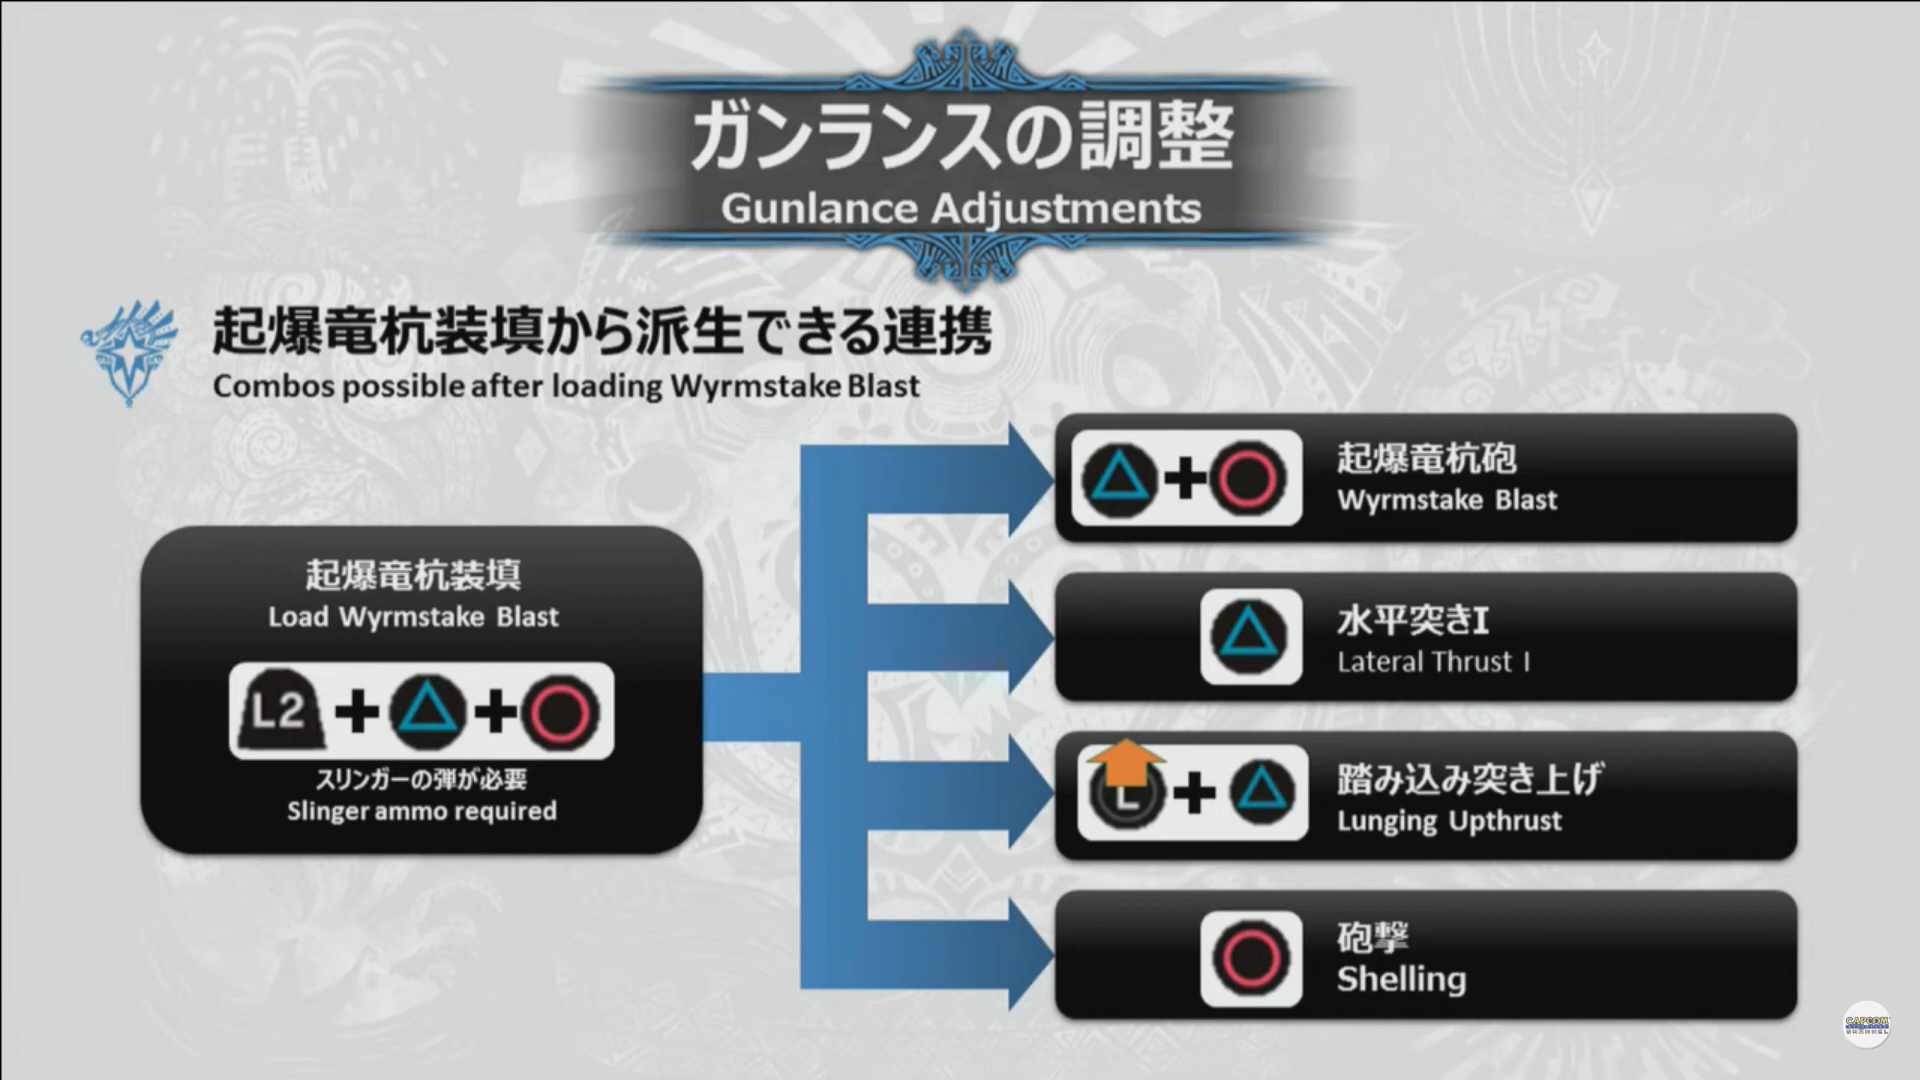 ガンランスの調整
Gunlance Adjustments
起爆竜杭装填から派生できる連携
Combos possible after loading Wyrmstake Blast
起爆竜杭装填
Load Wyrmstake Blast
L2 + +
スリンガーの弾が必要
Slinger ammo required
+
起爆竜杭砲
Wyrmstake Blast
水平突きI
Lateral Thrust I
L +
踏み込み突き上げ
Lunging Upthrust
砲撃
Shelling
CAPCOM
CHANNEL